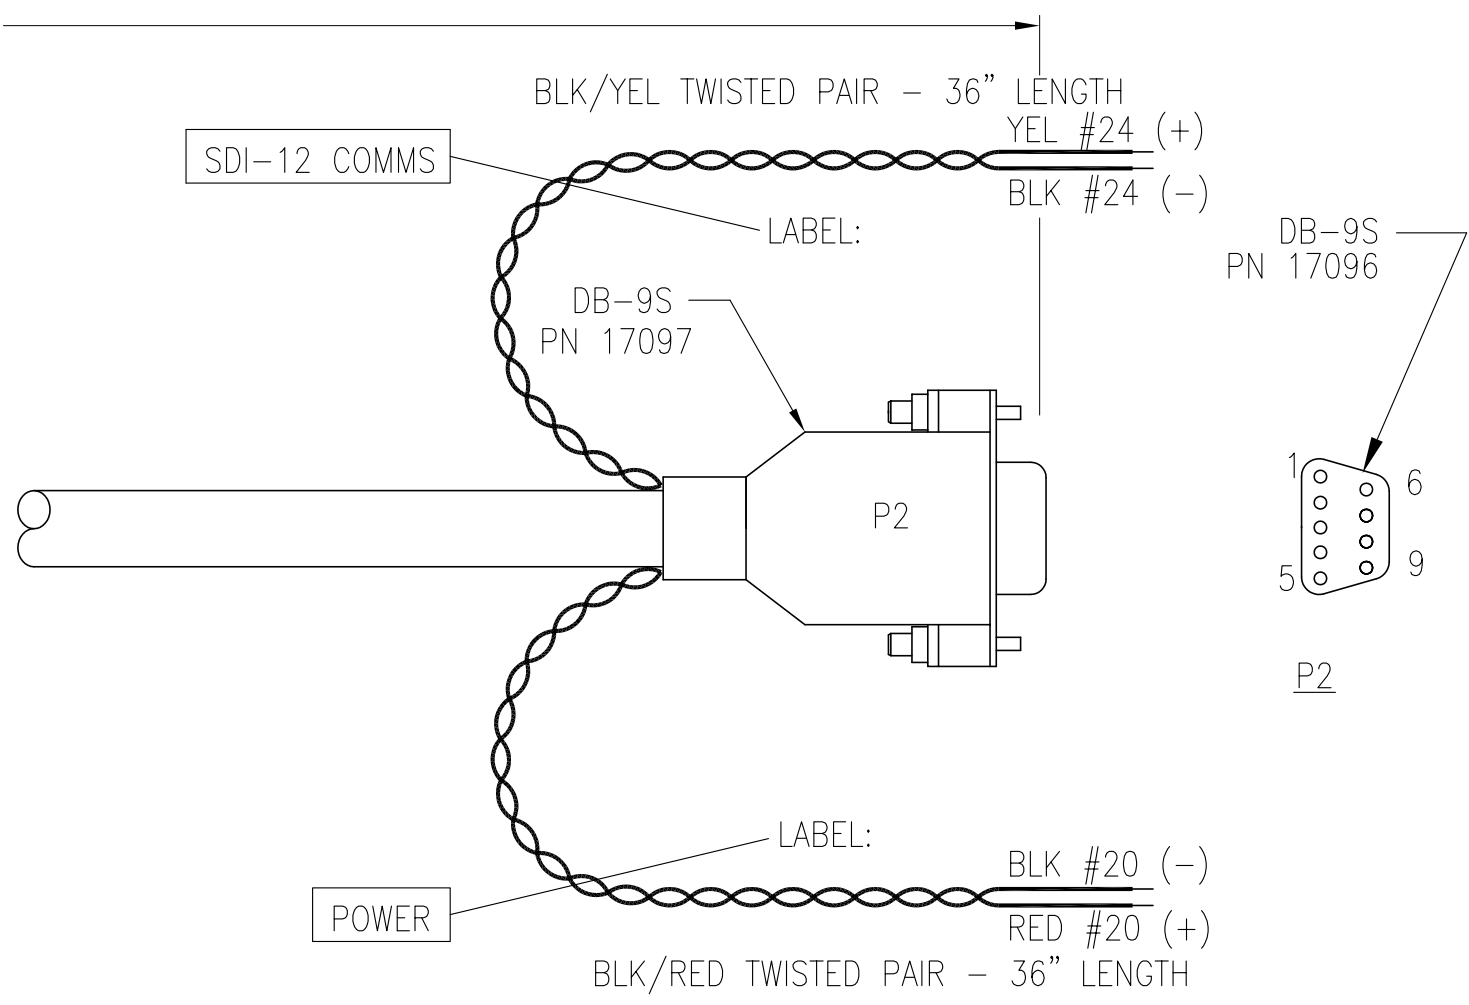 BLK/YEL TWISTED PAIR – 36” LENGTH
YEL #24 (+)
SDI–12 COMMS
BLK #24 (–)
LABEL:
DB–9S
PN 17096
DB–9S
PN 17097
1
6
P2
5
9
P2
LABEL:
BLK #20 (–)
POWER
RED #20 (+)
BLK/RED TWISTED PAIR – 36” LENGTH